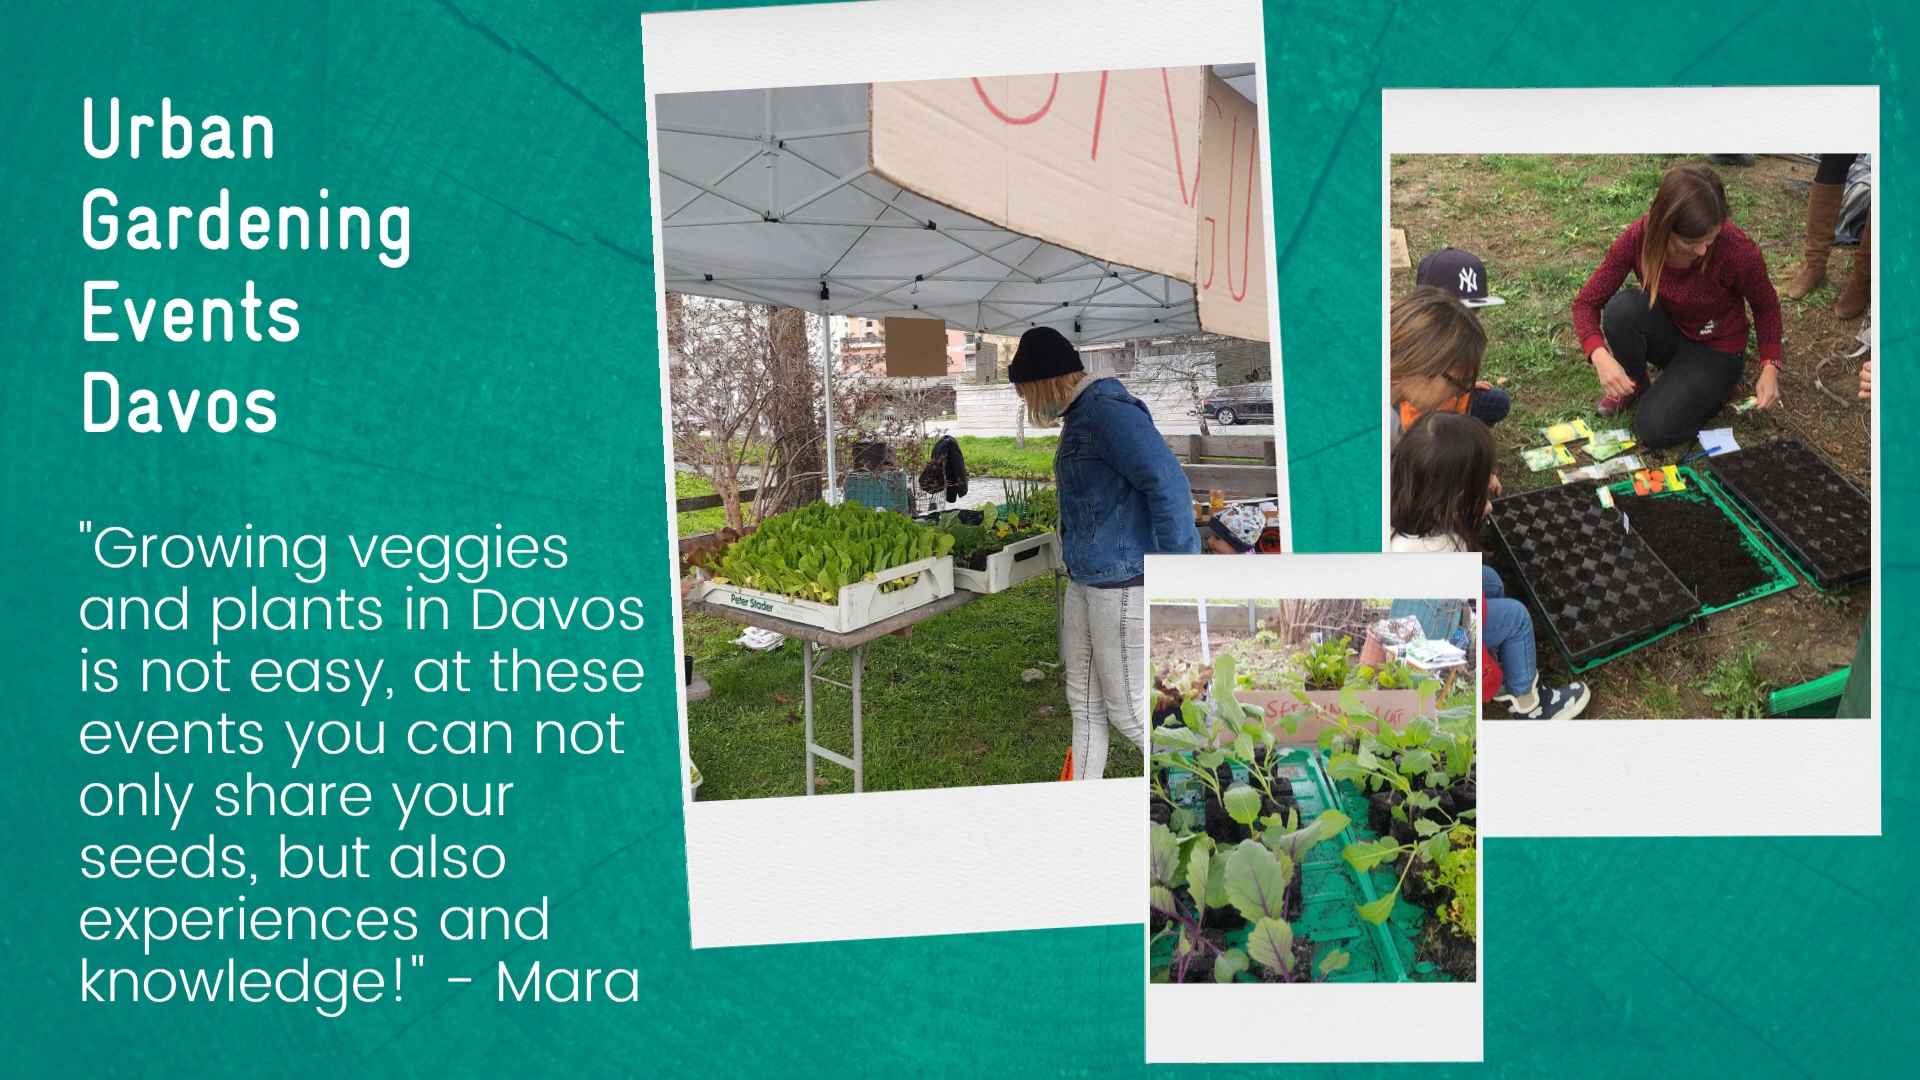 Urban
Gardening
Events
Davos
"Growing veggies
and plants in Davos
is not easy, at these
events you can not
only share your
seeds, but also
experiences and
knowledge!" - Mara
Peter Stader
NY